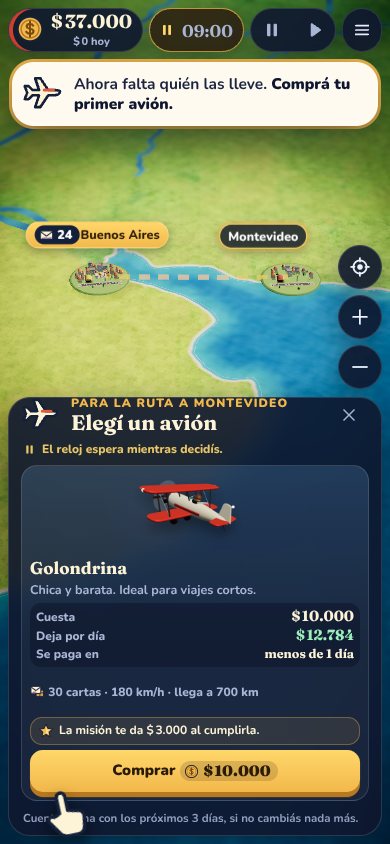 $37.000
$0 hoy
09:00
Ahora falta quién las lleve. Comprá tu
primer avión.
24 Buenos Aires
Montevideo
PARA LA RUTA A MONTEVIDEO
Elegí un avión
El reloj espera mientras decidís.
Golondrina
Chica y barata. Ideal para viajes cortos.
Cuesta $10.000
Deja por día $12.784
Se paga en menos de 1 día
30 cartas · 180 km/h · llega a 700 km
La misión te da $3.000 al cumplirla.
Comprar $10.000
con los próximos 3 días, si no cambiás nada más.